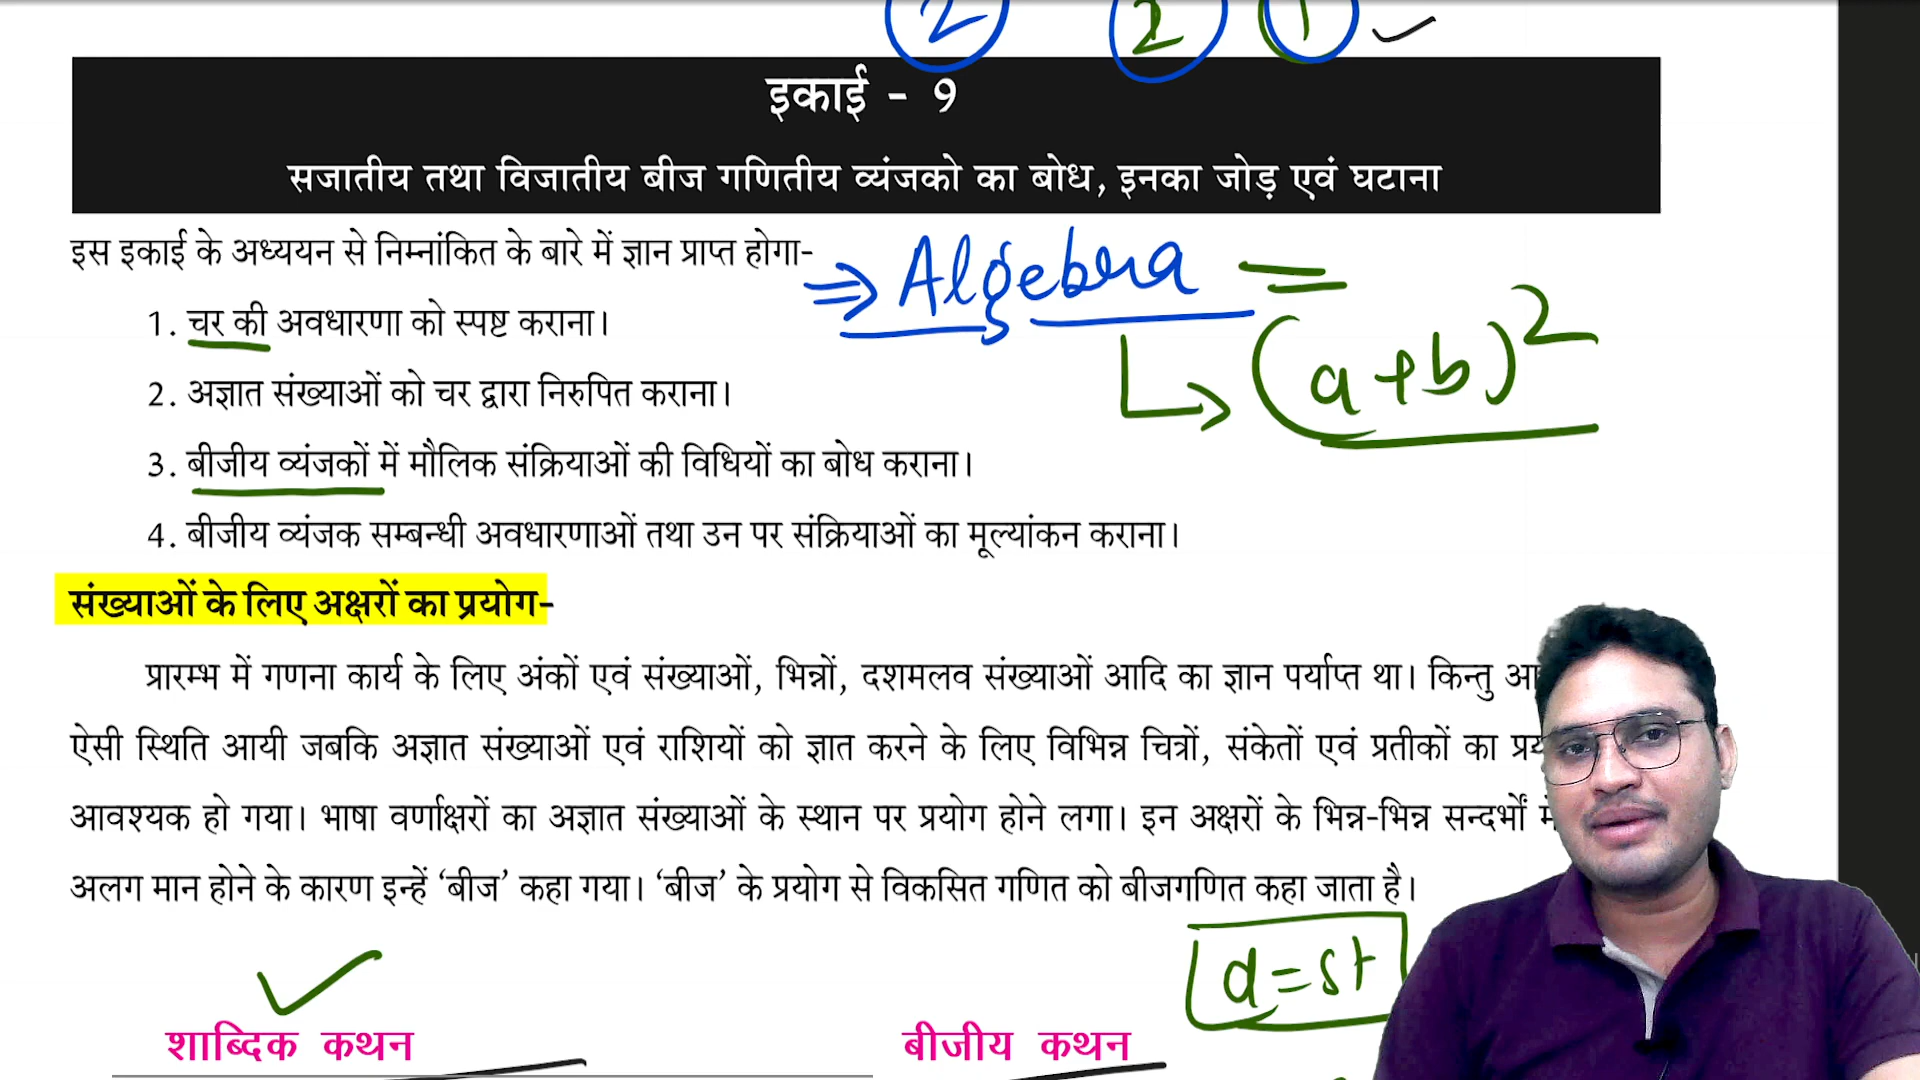 2 2 1
इकाई - 9
सजातीय तथा विजातीय बीज गणितीय व्यंजको का बोध, इनका जोड़ एवं घटाना
इस इकाई के अध्ययन से निम्नांकित के बारे में ज्ञान प्राप्त होगा-
⇒ Algebra =
1. चर की अवधारणा को स्पष्ट कराना।
(a+b)²
2. अज्ञात संख्याओं को चर द्वारा निरुपित कराना।
3. बीजीय व्यंजकों में मौलिक संक्रियाओं की विधियों का बोध कराना।
4. बीजीय व्यंजक सम्बन्धी अवधारणाओं तथा उन पर संक्रियाओं का मूल्यांकन कराना।
संख्याओं के लिए अक्षरों का प्रयोग-
प्रारम्भ में गणना कार्य के लिए अंकों एवं संख्याओं, भिन्नों, दशमलव संख्याओं आदि का ज्ञान पर्याप्त था। किन्तु
ऐसी स्थिति आयी जबकि अज्ञात संख्याओं एवं राशियों को ज्ञात करने के लिए विभिन्न चित्रों, संकेतों एवं प्रतीकों का
आवश्यक हो गया। भाषा वर्णाक्षरों का अज्ञात संख्याओं के स्थान पर प्रयोग होने लगा। इन अक्षरों के भिन्न-भिन्न सन्दर्भों
अलग मान होने के कारण इन्हें ‘बीज’ कहा गया। ‘बीज’ के प्रयोग से विकसित गणित को बीजगणित कहा जाता है।
d=st
शाब्दिक कथन बीजीय कथन